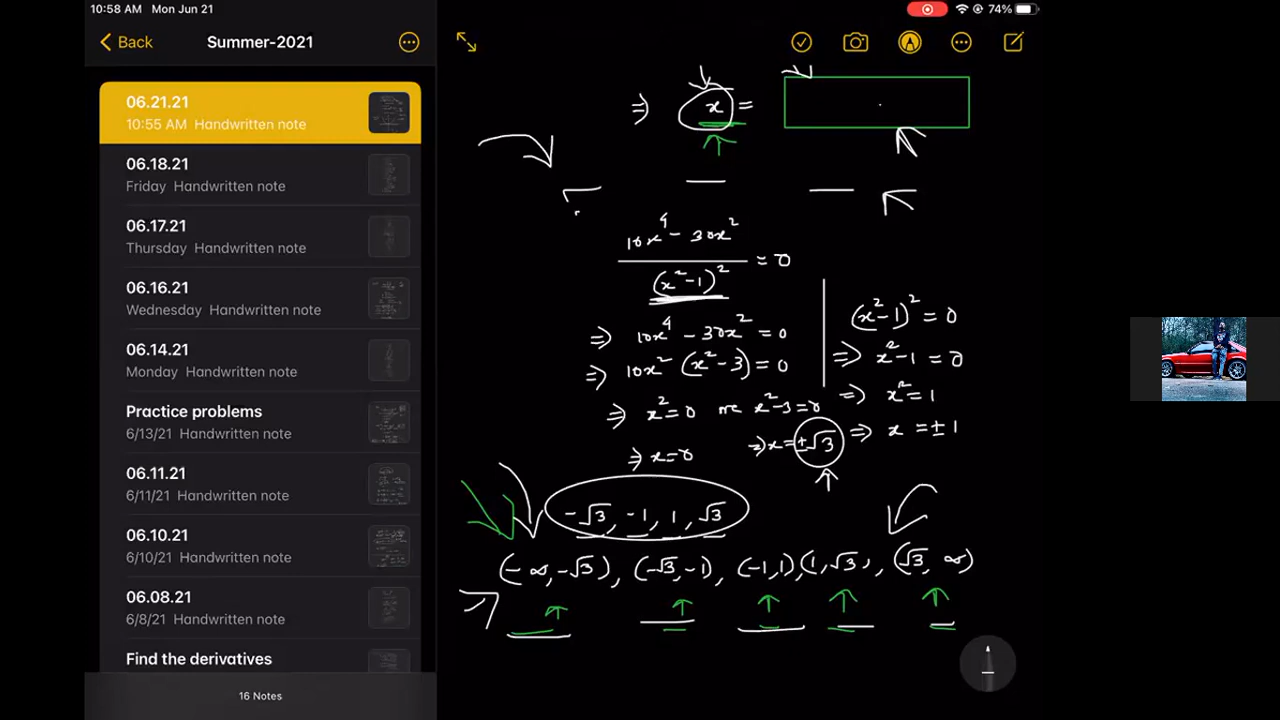 10:58 AM Mon Jun 21
74%
Back
Summer-2021
06.21.21
10:55 AM Handwritten note
06.18.21
Friday Handwritten note
06.17.21
Thursday Handwritten note
06.16.21
Wednesday Handwritten note
06.14.21
Monday Handwritten note
Practice problems
6/13/21 Handwritten note
06.11.21
6/11/21 Handwritten note
06.10.21
6/10/21 Handwritten note
06.08.21
6/8/21 Handwritten note
Find the derivatives
16 Notes
⇒ x =
10x⁴ - 30x²
(x²-1)² = 0
⇒ 10x⁴ - 30x² = 0
⇒ 10x² (x²-3) = 0
⇒ x² = 0 or x²-3=0
⇒ x=0
⇒ x = ±√3
(x²-1)² = 0
⇒ x²-1 = 0
⇒ x² = 1
⇒ x = ±1
-√3, -1, 1, √3
(-∞, -√3), (-√3, -1), (-1, 1), (1, √3), (√3, ∞)